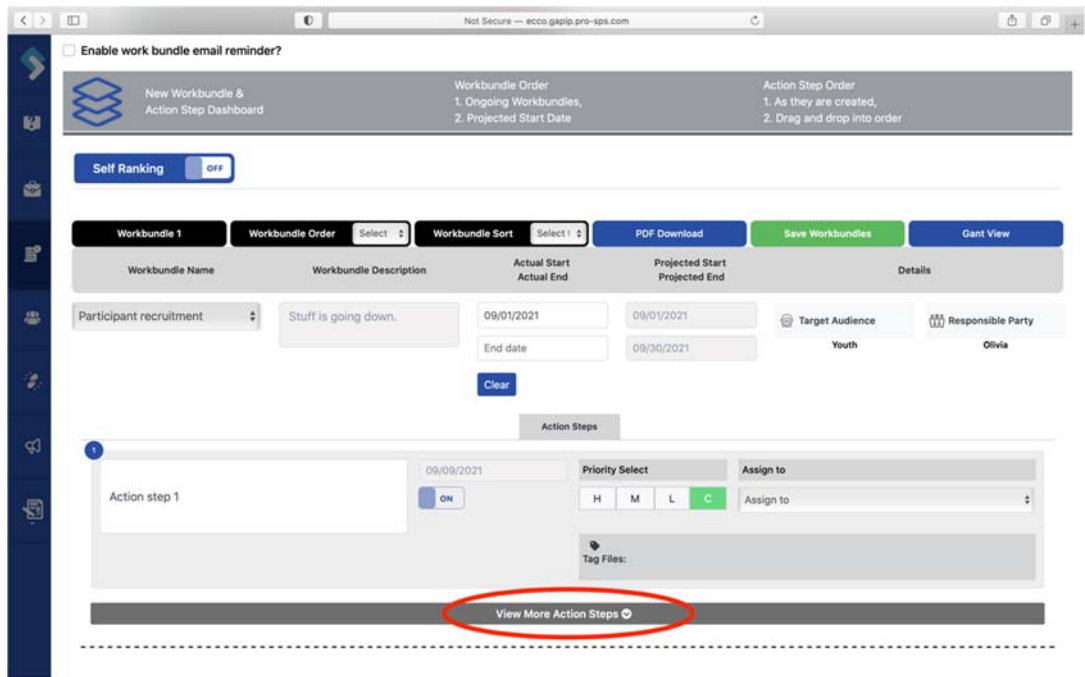 Not Secure — ecco.gapip.pro-sps.com
Enable work bundle email reminder?
New Workbundle &
Action Step Dashboard
Workbundle Order
1. Ongoing Workbundles,
2. Projected Start Date
Action Step Order
1. As they are created,
2. Drag and drop into order
Self Ranking OFF
Workbundle 1 Workbundle Order Select Workbundle Sort Select PDF Download Save Workbundles Gant View
Workbundle Name Workbundle Description Actual Start Projected Start Details
Actual End Projected End
Participant recruitment Stuff is going down. 09/01/2021 09/01/2021 Target Audience Responsible Party
End date 09/30/2021 Youth Olivia
Clear
Action Steps
1
09/09/2021 Priority Select Assign to
Action step 1 ON H M L C Assign to
Tag Files:
View More Action Steps